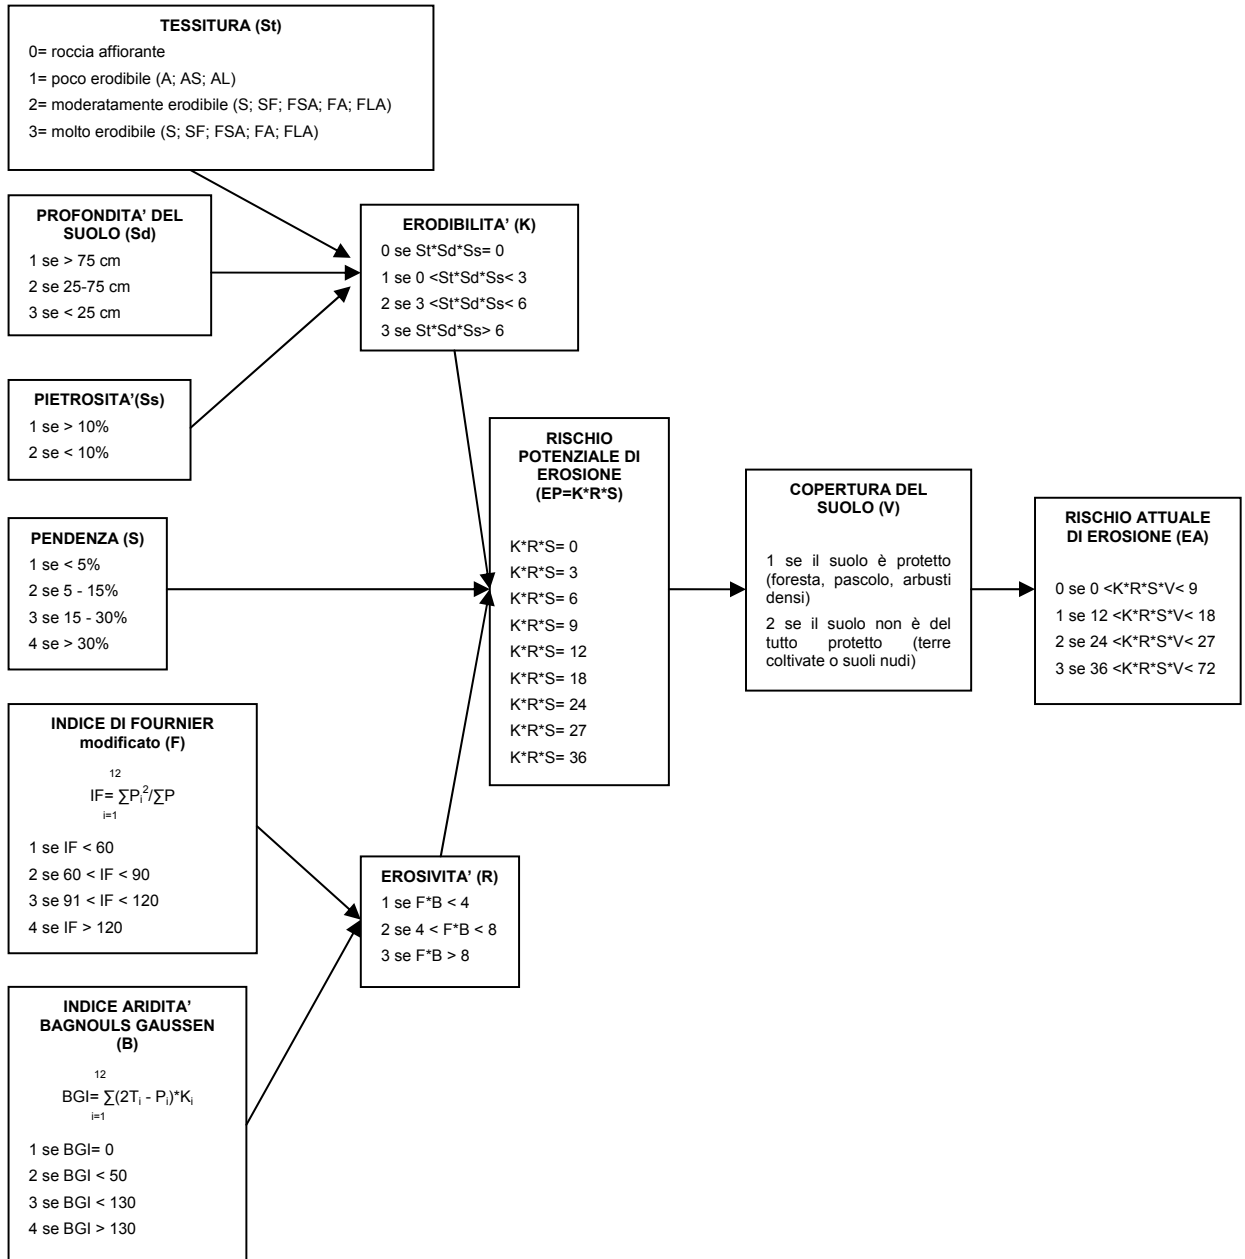 TESSITURA (St)
0= roccia affiorante
1= poco erodibile (A; AS; AL)
2= moderatamente erodibile (S; SF; FSA; FA; FLA)
3= molto erodibile (S; SF; FSA; FA; FLA)
PROFONDITA' DEL
SUOLO (Sd)
1 se > 75 cm
2 se 25-75 cm
3 se < 25 cm
ERODIBILITA' (K)
0 se St*Sd*Ss= 0
1 se 0 <St*Sd*Ss< 3
2 se 3 <St*Sd*Ss< 6
3 se St*Sd*Ss> 6
PIETROSITA'(Ss)
1 se > 10%
2 se < 10%
PENDENZA (S)
1 se < 5%
2 se 5 - 15%
3 se 15 - 30%
4 se > 30%
RISCHIO
POTENZIALE DI
EROSIONE
(EP=K*R*S)
K*R*S= 0
K*R*S= 3
K*R*S= 6
K*R*S= 9
K*R*S= 12
K*R*S= 18
K*R*S= 24
K*R*S= 27
K*R*S= 36
COPERTURA DEL
SUOLO (V)
1 se il suolo è protetto
(foresta, pascolo, arbusti
densi)
2 se il suolo non è del
tutto protetto (terre
coltivate o suoli nudi)
RISCHIO ATTUALE
DI EROSIONE (EA)
0 se 0 <K*R*S*V< 9
1 se 12 <K*R*S*V< 18
2 se 24 <K*R*S*V< 27
3 se 36 <K*R*S*V< 72
INDICE DI FOURNIER
modificato (F)
12
IF= ∑Pi²/∑P
i=1
1 se IF < 60
2 se 60 < IF < 90
3 se 91 < IF < 120
4 se IF > 120
EROSIVITA' (R)
1 se F*B < 4
2 se 4 < F*B < 8
3 se F*B > 8
INDICE ARIDITA'
BAGNOULS GAUSSEN
(B)
12
BGI= ∑(2Ti - Pi)*Ki
i=1
1 se BGI= 0
2 se BGI < 50
3 se BGI < 130
4 se BGI > 130